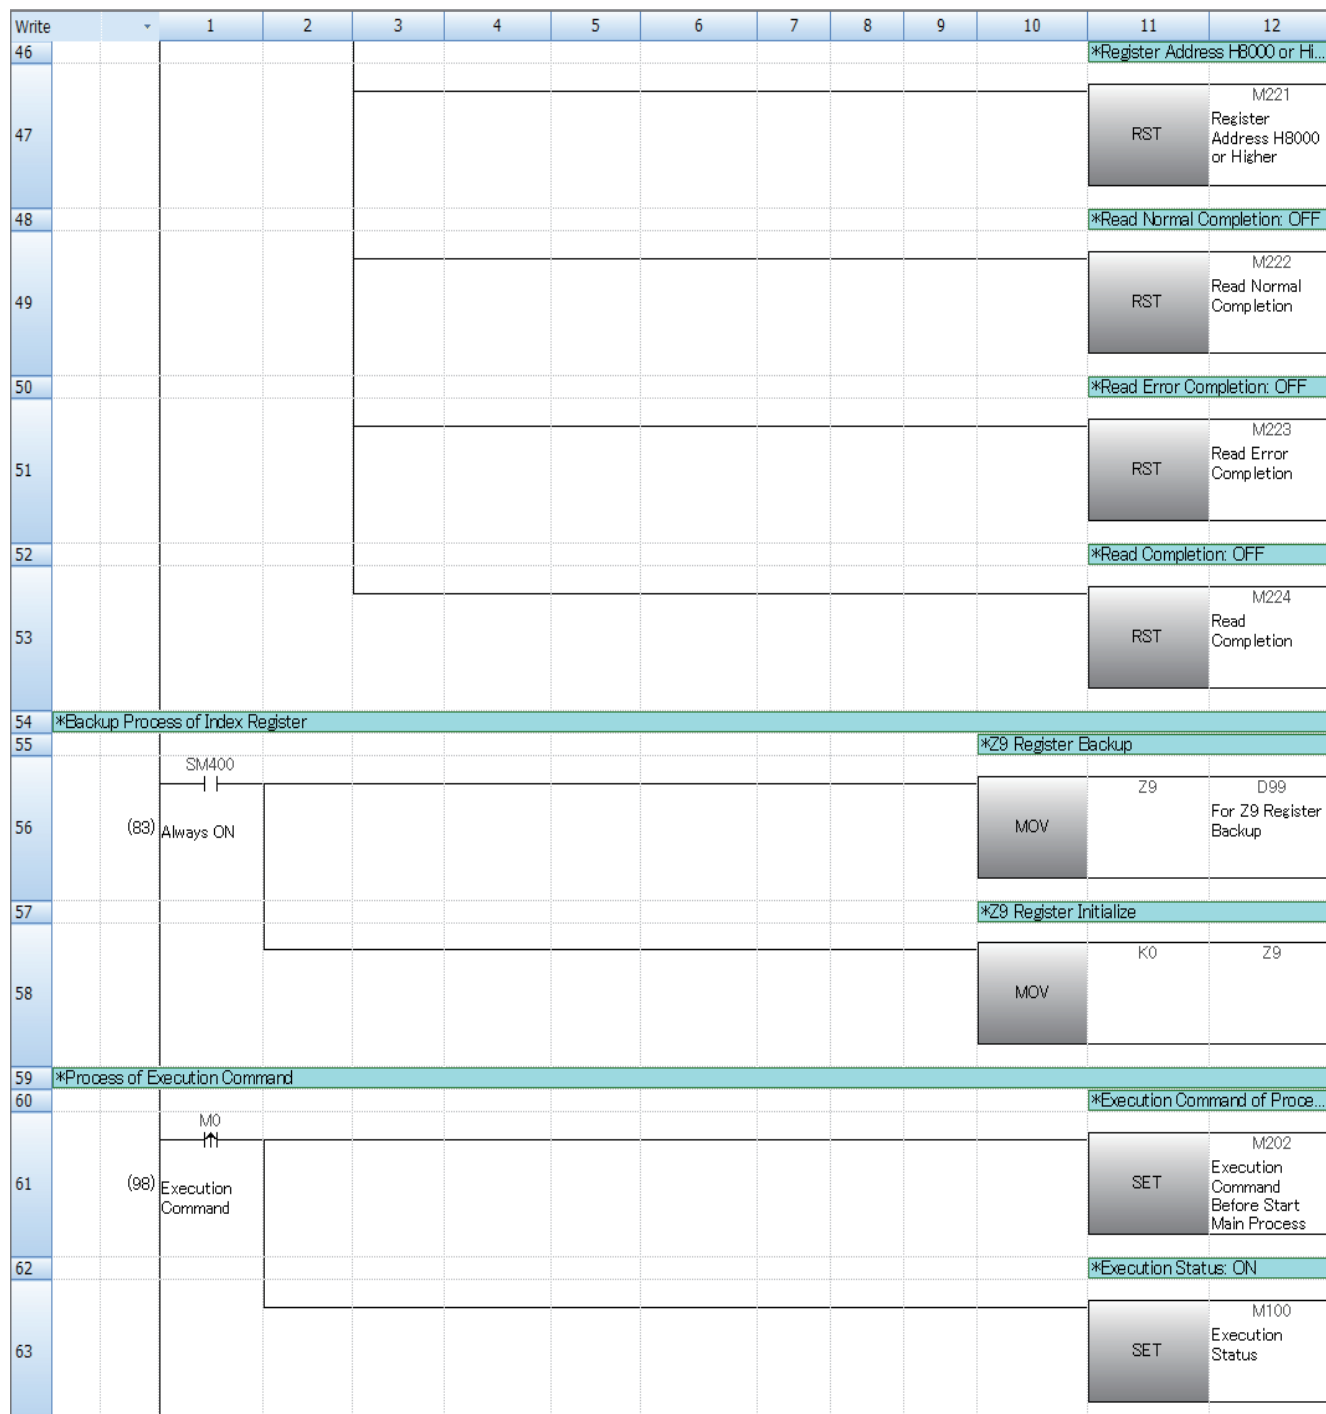 Write 1 2 3 4 5 6 7 8 9 10 11 12
46 *Register Address H8000 or Hi...
M221
47 RST Register
Address H8000
or Higher
48 *Read Normal Completion: OFF
M222
49 RST Read Normal
Completion
50 *Read Error Completion: OFF
M223
51 RST Read Error
Completion
52 *Read Completion: OFF
M224
53 RST Read
Completion
54 *Backup Process of Index Register
55 *Z9 Register Backup
SM400 Z9 D99
56 (83) Always ON MOV For Z9 Register
Backup
57 *Z9 Register Initialize
K0 Z9
58 MOV
59 *Process of Execution Command
60 *Execution Command of Proce...
M0 M202
61 (98) Execution
Command SET Execution
Command
Before Start
Main Process
62 *Execution Status: ON
M100
63 SET Execution
Status